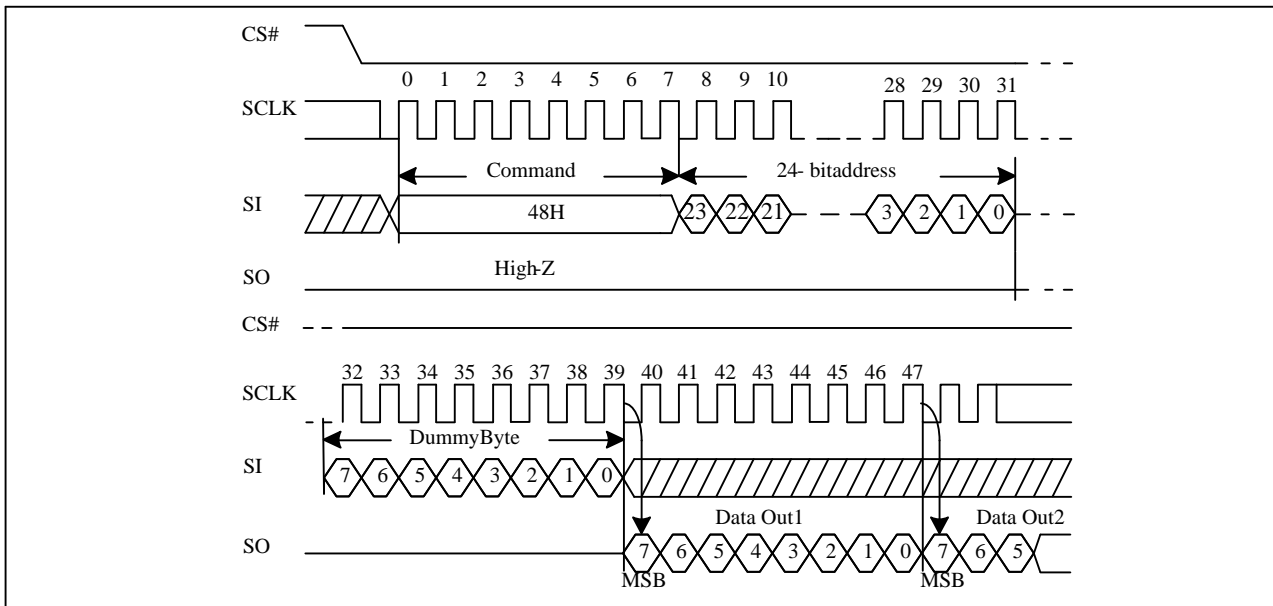 CS#
0 1 2 3 4 5 6 7 8 9 10 28 29 30 31
SCLK
Command 24- bitaddress
SI 48H 23 22 21 3 2 1 0
High-Z
SO
CS#
32 33 34 35 36 37 38 39 40 41 42 43 44 45 46 47
SCLK
DummyByte
SI 7 6 5 4 3 2 1 0
Data Out1 Data Out2
SO 7 6 5 4 3 2 1 0 7 6 5
MSB MSB